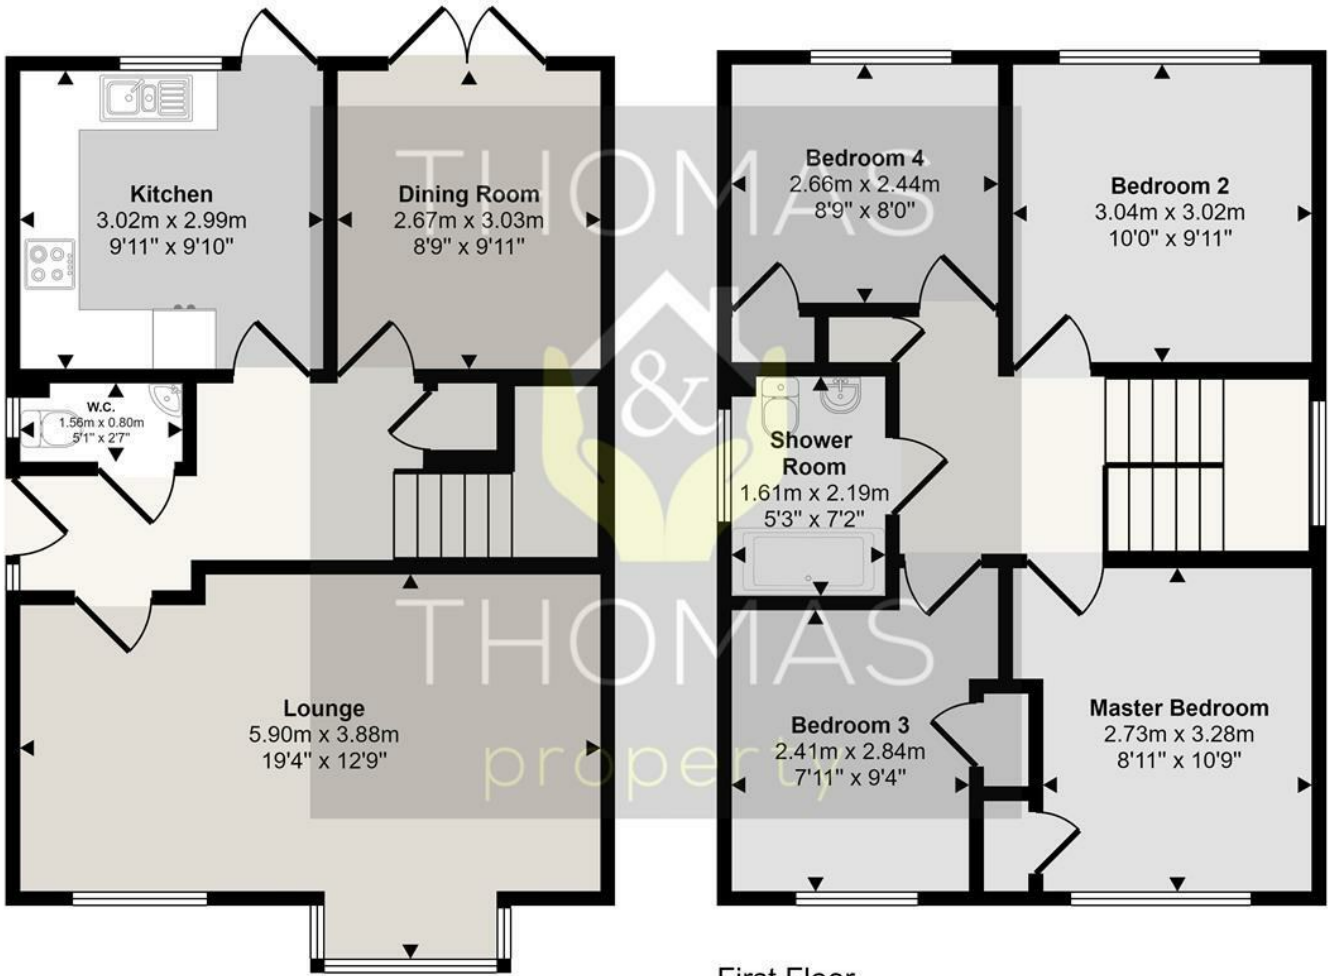 Kitchen
3.02m x 2.99m
9'11" x 9'10"
Dining Room
2.67m x 3.03m
8'9" x 9'11"
W.C.
1.56m x 0.80m
5'1" x 2'7"
Lounge
5.90m x 3.88m
19'4" x 12'9"
Bedroom 4
2.66m x 2.44m
8'9" x 8'0"
Bedroom 2
3.04m x 3.02m
10'0" x 9'11"
Shower
Room
1.61m x 2.19m
5'3" x 7'2"
Bedroom 3
2.41m x 2.84m
7'11" x 9'4"
Master Bedroom
2.73m x 3.28m
8'11" x 10'9"
THOMAS
&
THOMAS
property
First Floor